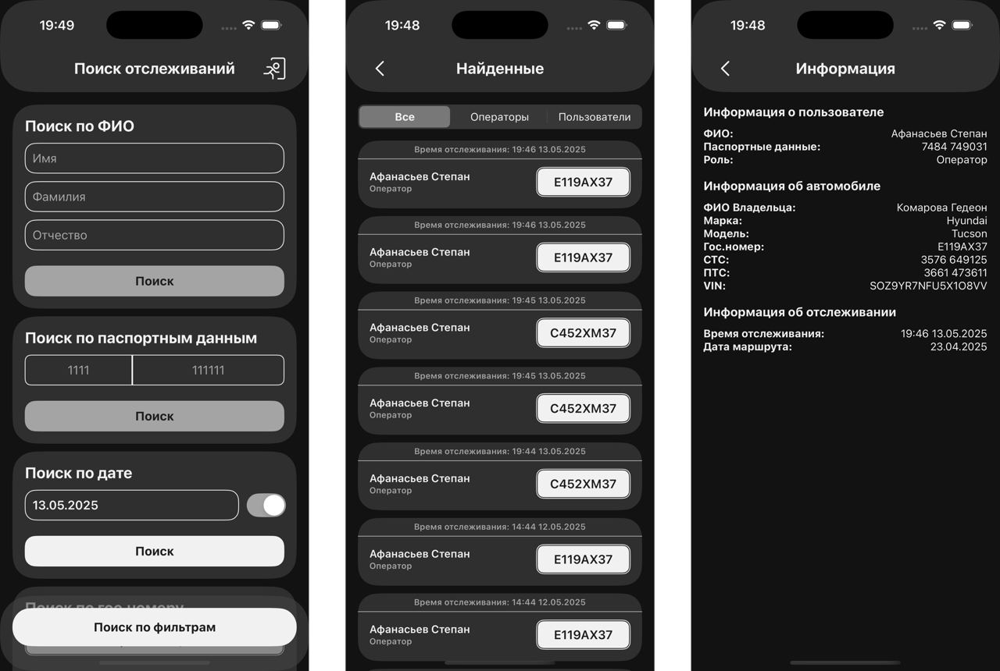 19:49
Поиск отслеживаний
Поиск по ФИО
Имя
Фамилия
Отчество
Поиск
Поиск по паспортным данным
1111 111111
Поиск
Поиск по дате
13.05.2025
Поиск
Поиск по гос номеру
Поиск по фильтрам
19:48
Найденные
Все Операторы Пользователи
Время отслеживания: 19:46 13.05.2025
Афанасьев Степан
Оператор
E119AX37
Время отслеживания: 19:46 13.05.2025
Афанасьев Степан
Оператор
E119AX37
Время отслеживания: 19:45 13.05.2025
Афанасьев Степан
Оператор
C452XM37
Время отслеживания: 19:45 13.05.2025
Афанасьев Степан
Оператор
C452XM37
Время отслеживания: 19:44 13.05.2025
Афанасьев Степан
Оператор
C452XM37
Время отслеживания: 14:44 12.05.2025
Афанасьев Степан
Оператор
E119AX37
Время отслеживания: 14:44 12.05.2025
Афанасьев Степан
Оператор
E119AX37
19:48
Информация
Информация о пользователе
ФИО: Афанасьев Степан
Паспортные данные: 7484 749031
Роль: Оператор
Информация об автомобиле
ФИО Владельца: Комарова Гедеон
Марка: Hyundai
Модель: Tucson
Гос.номер: E119AX37
СТС: 3576 649125
ПТС: 3661 473611
VIN: SOZ9YR7NFU5X1O8VV
Информация об отслеживании
Время отслеживания: 19:46 13.05.2025
Дата маршрута: 23.04.2025